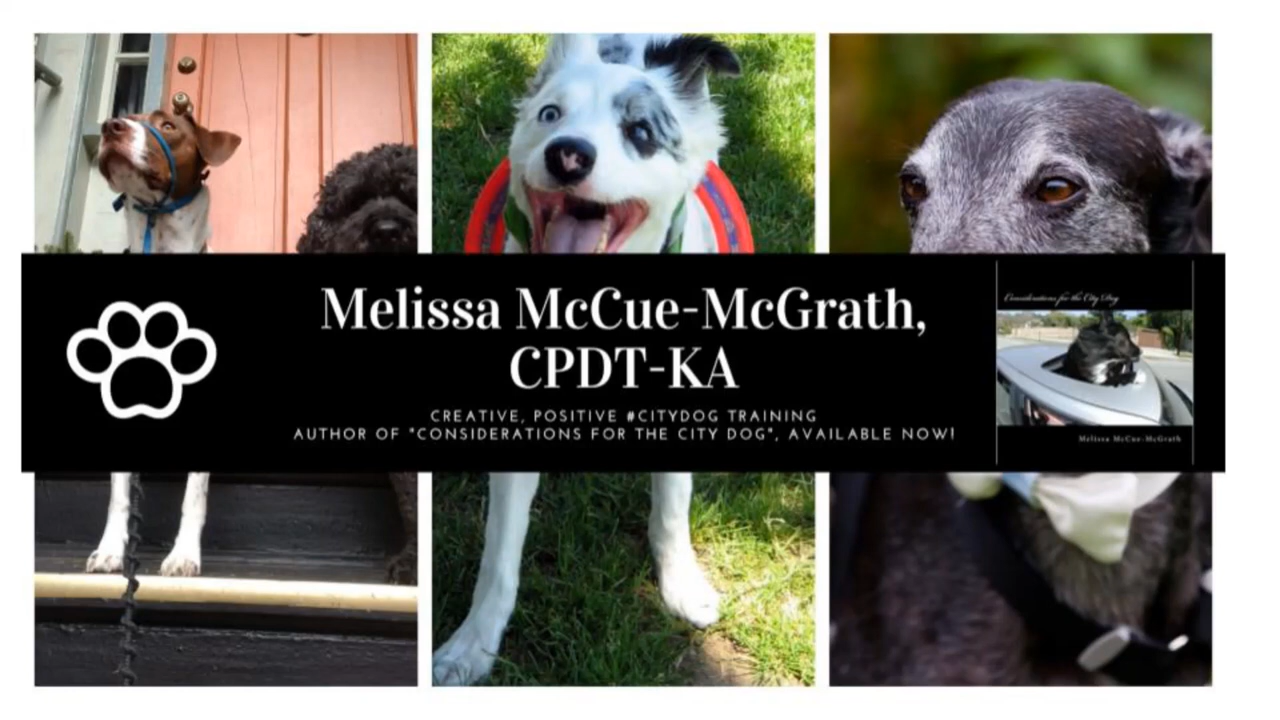 Melissa McCue-McGrath,
CPDT-KA
CREATIVE, POSITIVE #CITYDOG TRAINING
AUTHOR OF "CONSIDERATIONS FOR THE CITY DOG", AVAILABLE NOW!
Considerations for the City Dog
Melissa McCue-McGrath